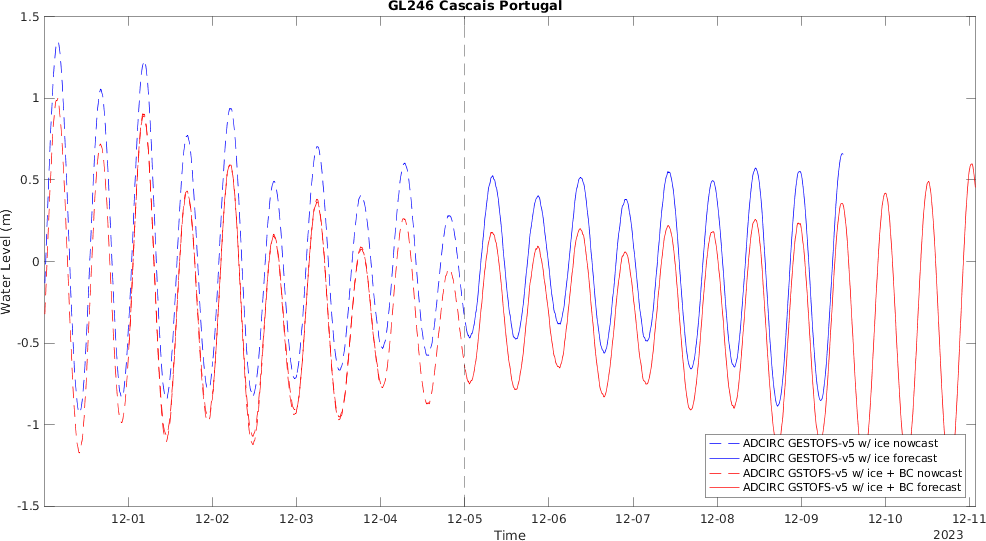 GL246 Cascais Portugal
1.5
1
0.5
0
-0.5
-1
-1.5
Water Level (m)
12-01 12-02 12-03 12-04 12-05 12-06 12-07 12-08 12-09 12-10 12-11
Time
2023
ADCIRC GESTOFS-v5 w/ ice nowcast
ADCIRC GESTOFS-v5 w/ ice forecast
ADCIRC GSTOFS-v5 w/ ice + BC nowcast
ADCIRC GSTOFS-v5 w/ ice + BC forecast